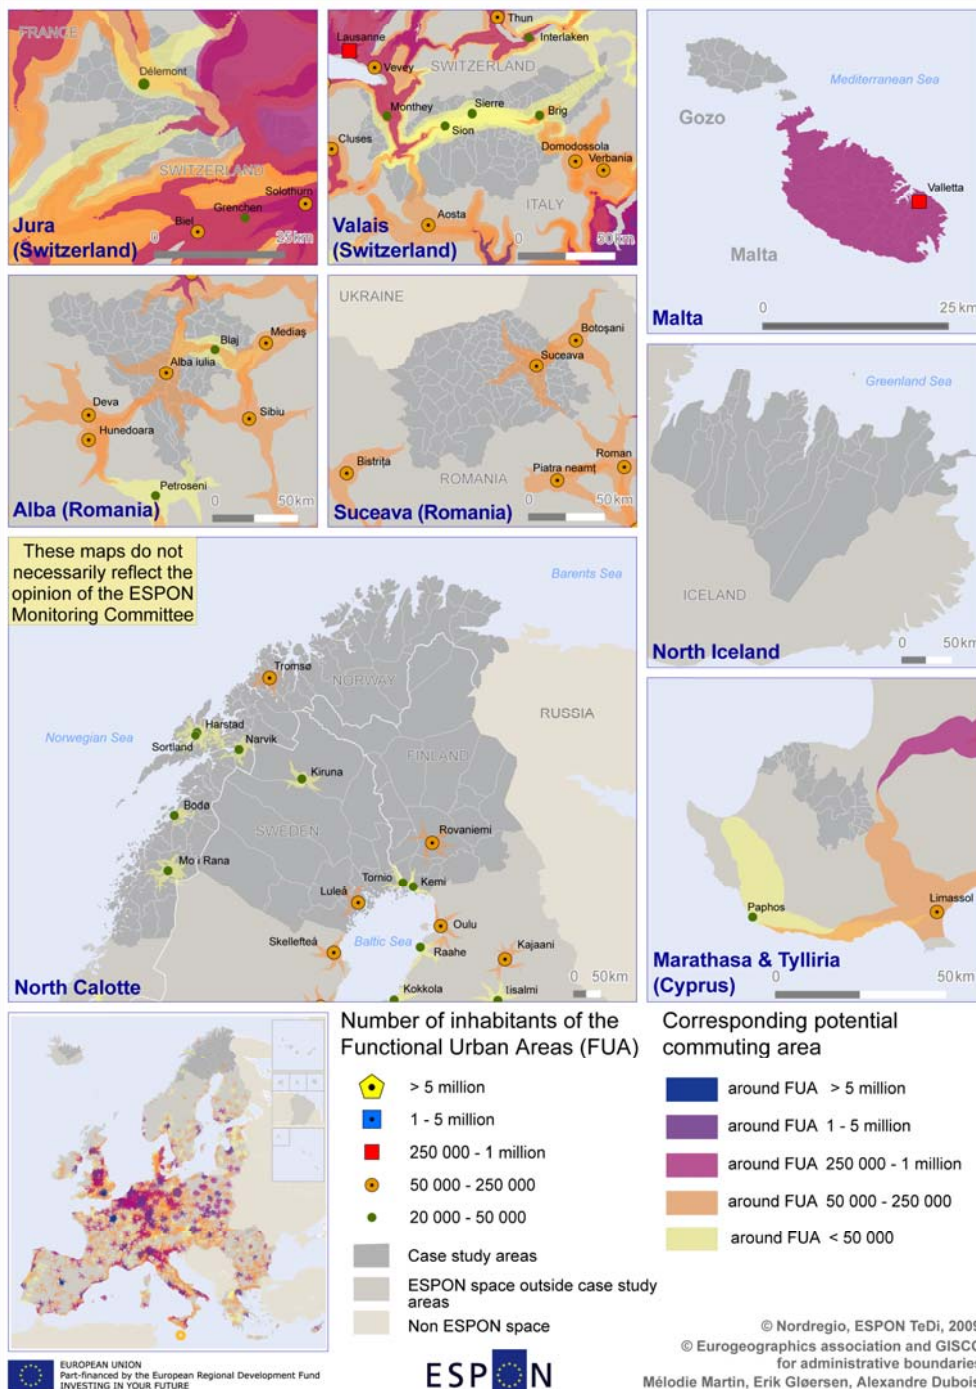 FRANCE
Délemont
SWITZERLAND
Solothurn
Grenchen
Biel
Jura
(Switzerland)
0
25km
Thun
Lausanne
Interlaken
Vevey
SWITZERLAND
Monthey
Sierre
Brig
Sion
Cluses
Domodossola
Verbania
Aosta
ITALY
Valais
(Switzerland)
0
50km
Mediterranean Sea
Gozo
Valletta
Malta
0
25 km
Malta
Mediaş
Blaj
Alba iulia
Deva
Sibiu
Hunedoara
Petroseni
0
50km
Alba (Romania)
UKRAINE
Botoşani
Suceava
Bistriţa
Roman
ROMANIA
Piatra neamţ
0
50km
Suceava (Romania)
Greenland Sea
ICELAND
0
50km
North Iceland
These maps do not
necessarily reflect the
opinion of the ESPON
Monitoring Committee
Barents Sea
Tromsø
NORWAY
RUSSIA
Norwegian Sea
Harstad
Sortland
Narvik
FINLAND
Kiruna
Bodø
SWEDEN
Rovaniemi
Mo i Rana
Tornio
Kemi
Luleå
Oulu
Skellefteå
Baltic Sea
Raahe
Kajaani
Kokkola
Iisalmi
0
50km
North Calotte
Paphos
Limassol
Marathasa & Tylliria
(Cyprus)
0
50km
Number of inhabitants of the
Functional Urban Areas (FUA)
> 5 million
1 - 5 million
250 000 - 1 million
50 000 - 250 000
20 000 - 50 000
Case study areas
ESPON space outside case study
areas
Non ESPON space
Corresponding potential
commuting area
around FUA > 5 million
around FUA 1 - 5 million
around FUA 250 000 - 1 million
around FUA 50 000 - 250 000
around FUA < 50 000
EUROPEAN UNION
Part-financed by the European Regional Development Fund
INVESTING IN YOUR FUTURE
ESPON
© Nordregio, ESPON TeDi, 2009
© Eurogeographics association and GISCO
for administrative boundaries
Mélodie Martin, Erik Gløersen, Alexandre Dubois